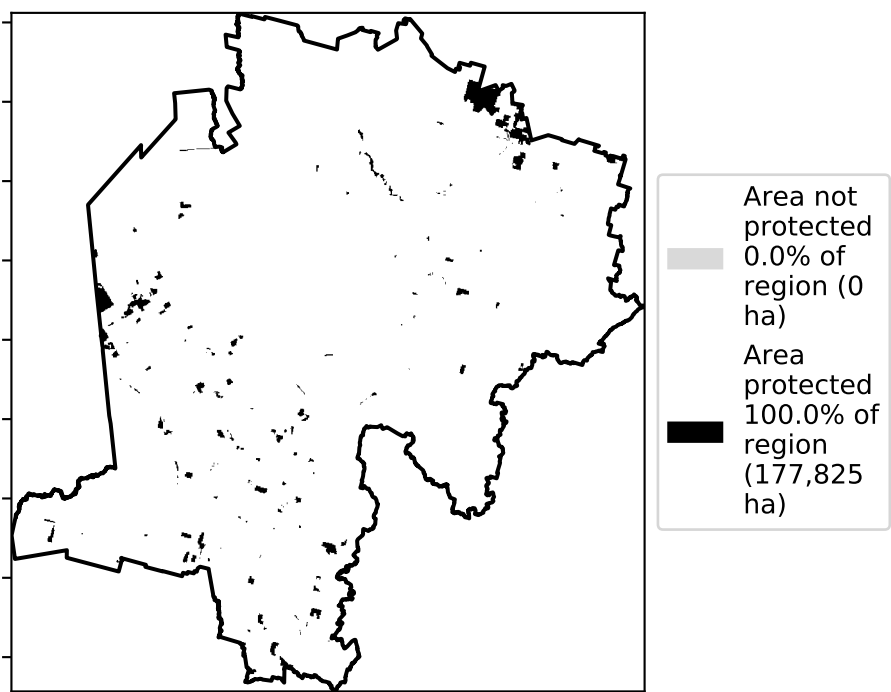 Area not
protected
0.0% of
region (0
ha)
Area
protected
100.0% of
region
(177,825
ha)